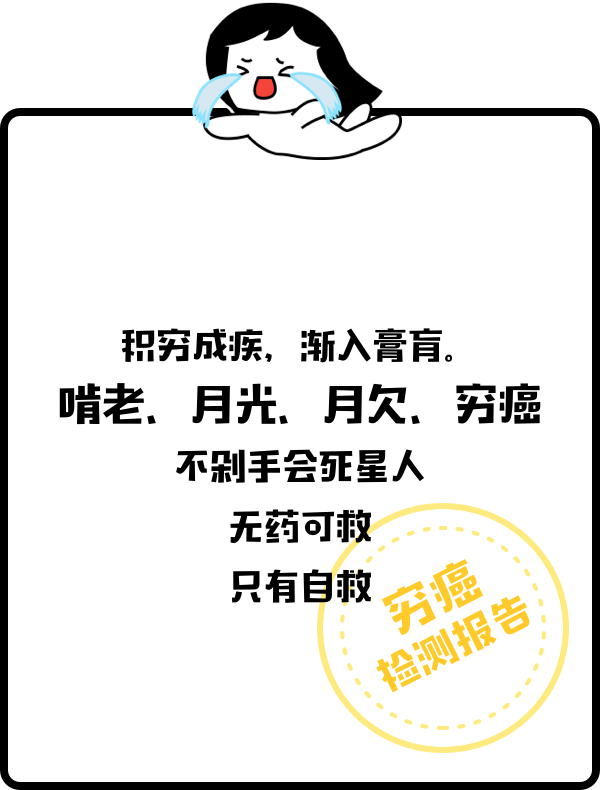 积穷成疾，渐入膏肓。
啃老、月光、月欠、穷癌
不剁手会死星人
无药可救
只有自救
穷癌
检测报告